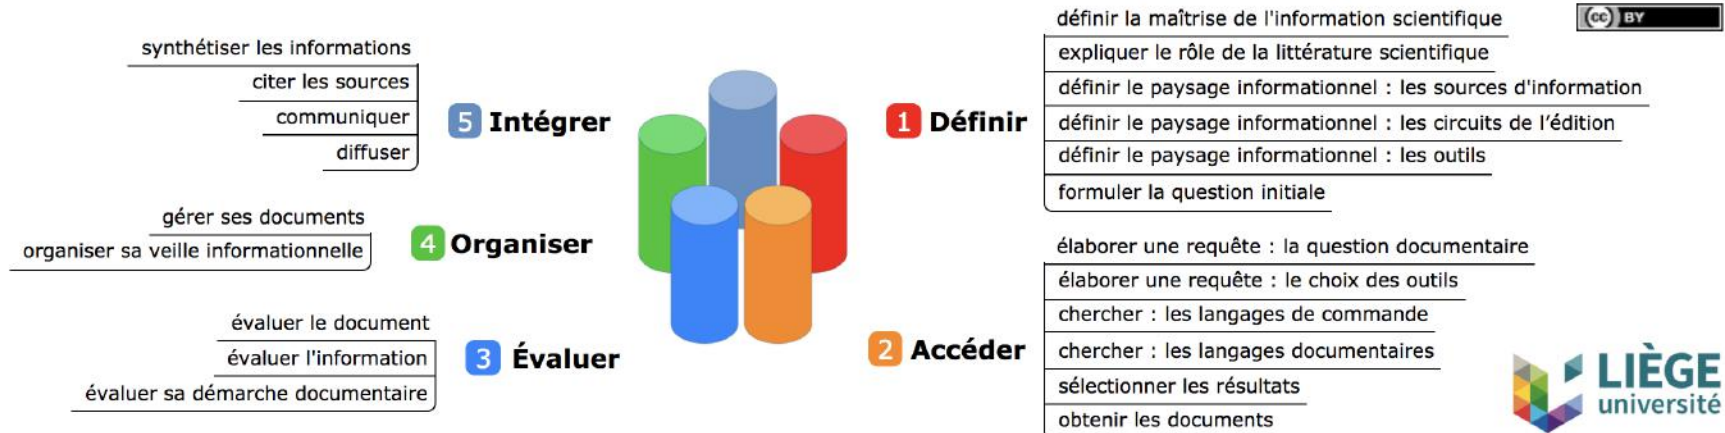 1 Définir
définir la maîtrise de l'information scientifique
expliquer le rôle de la littérature scientifique
définir le paysage informationnel : les sources d'information
définir le paysage informationnel : les circuits de l'édition
définir le paysage informationnel : les outils
formuler la question initiale
2 Accéder
élaborer une requête : la question documentaire
élaborer une requête : le choix des outils
chercher : les langages de commande
chercher : les langages documentaires
sélectionner les résultats
obtenir les documents
3 Évaluer
évaluer le document
évaluer l'information
évaluer sa démarche documentaire
4 Organiser
gérer ses documents
organiser sa veille informationnelle
5 Intégrer
synthétiser les informations
citer les sources
communiquer
diffuser
cc BY
LIÈGE
université